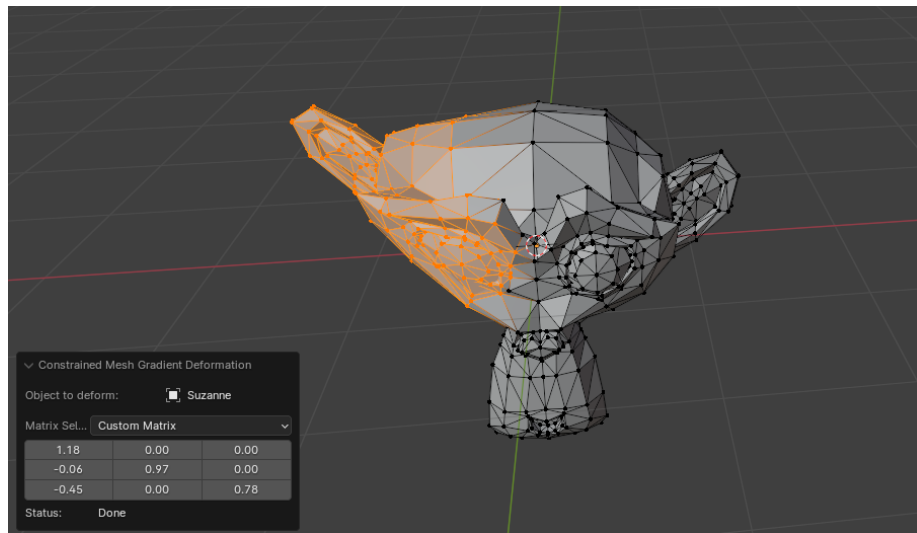 Constrained Mesh Gradient Deformation
Object to deform: Suzanne
Matrix Sel... Custom Matrix
1.18 0.00 0.00
-0.06 0.97 0.00
-0.45 0.00 0.78
Status: Done